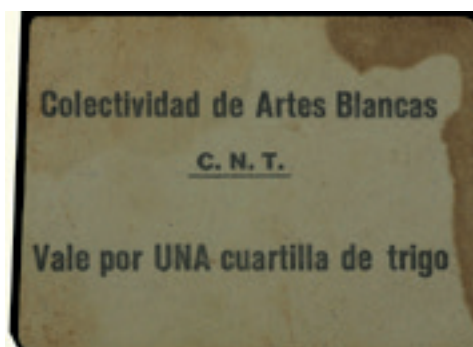 Colectividad de Artes Blancas
C. N. T.
Vale por UNA cuartilla de trigo